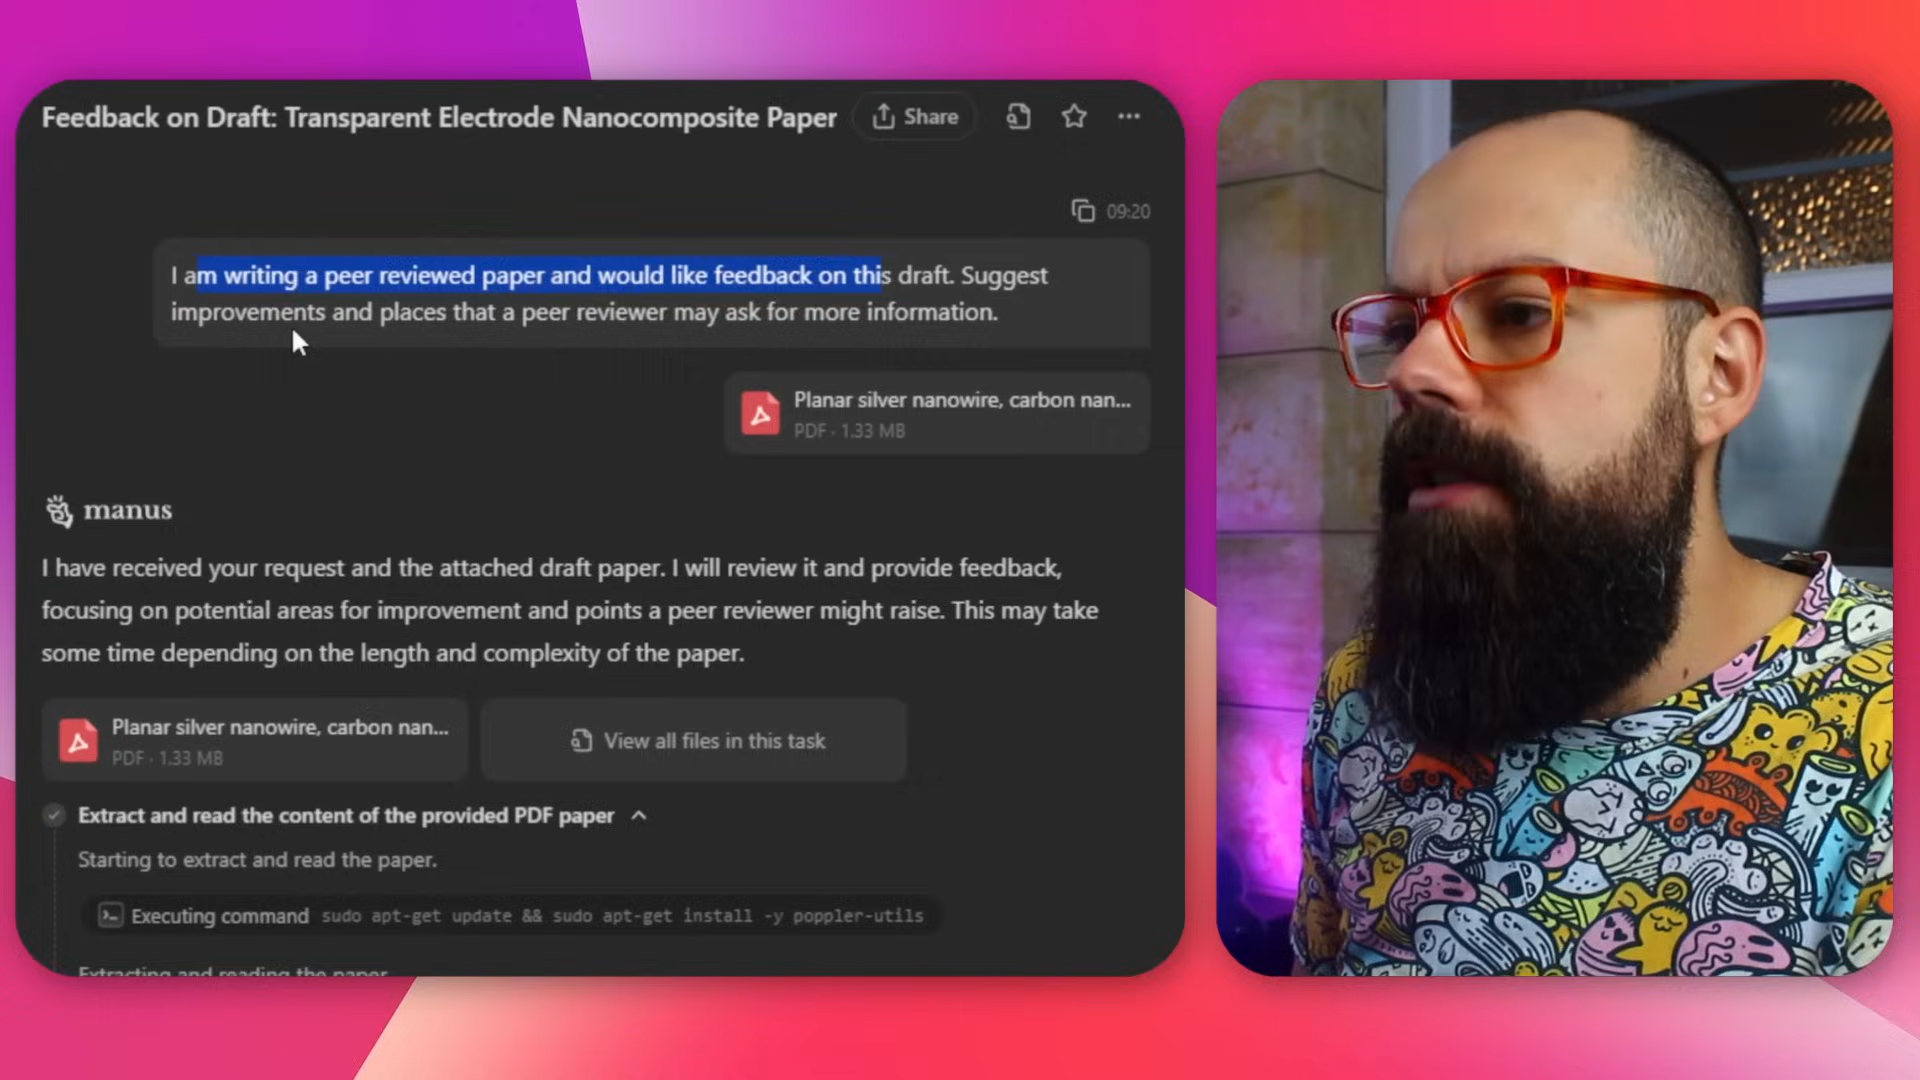 Feedback on Draft: Transparent Electrode Nanocomposite Paper
Share
09:20
I am writing a peer reviewed paper and would like feedback on this draft. Suggest
improvements and places that a peer reviewer may ask for more information.
Planar silver nanowire, carbon nan...
PDF · 1.33 MB
manus
I have received your request and the attached draft paper. I will review it and provide feedback,
focusing on potential areas for improvement and points a peer reviewer might raise. This may take
some time depending on the length and complexity of the paper.
Planar silver nanowire, carbon nan...
PDF · 1.33 MB
View all files in this task
Extract and read the content of the provided PDF paper
Starting to extract and read the paper.
Executing command sudo apt-get update && sudo apt-get install -y poppler-utils
Extracting and reading the paper